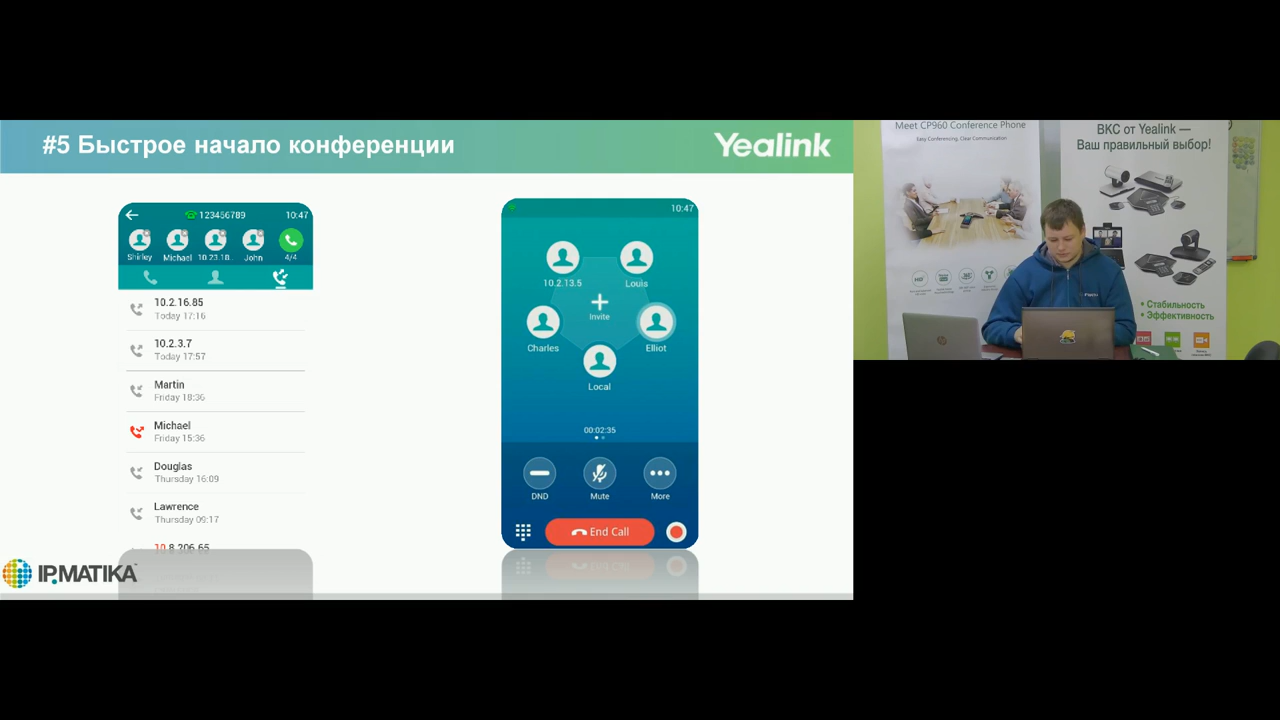 #5 Быстрое начало конференции
Yealink
123456789
10:47
Shirley
Michael
10.23.18..
John
4/4
10.2.16.85
Today 17:16
10.2.3.7
Today 17:57
Martin
Friday 18:36
Michael
Friday 15:36
Douglas
Thursday 16:09
Lawrence
Thursday 09:17
10.8.206.65
IPMATIKA
10:47
10.2.13.5
Louis
Invite
Charles
Elliot
Local
00:02:35
DND
Mute
More
End Call
Meet CP960 Conference Phone
Easy Conferencing, Clear Communication
HD
360°
ВКС от Yealink —
Ваш правильный выбор!
• Стабильность
• Эффективность